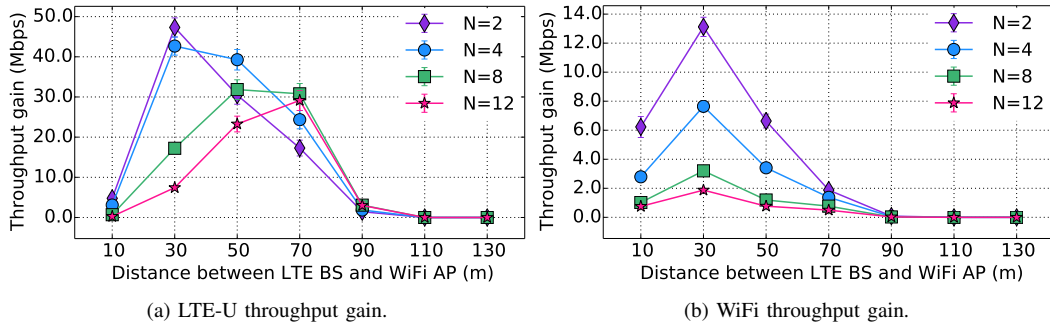 50.0
40.0
30.0
20.0
10.0
0.0
Throughput gain (Mbps)
N=2
N=4
N=8
N=12
10 30 50 70 90 110 130
Distance between LTE BS and WiFi AP (m)
(a) LTE-U throughput gain.
14.0
12.0
10.0
8.0
6.0
4.0
2.0
0.0
Throughput gain (Mbps)
N=2
N=4
N=8
N=12
10 30 50 70 90 110 130
Distance between LTE BS and WiFi AP (m)
(b) WiFi throughput gain.